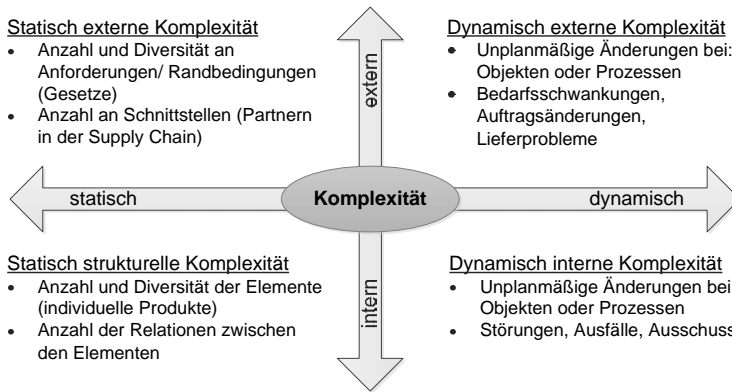 Statisch externe Komplexität
• Anzahl und Diversität an
Anforderungen/ Randbedingungen
(Gesetze)
• Anzahl an Schnittstellen (Partnern
in der Supply Chain)
extern
Dynamisch externe Komplexität
• Unplanmäßige Änderungen bei:
Objekten oder Prozessen
• Bedarfsschwankungen,
Auftragsänderungen,
Lieferprobleme
statisch
Komplexität
dynamisch
Statisch strukturelle Komplexität
• Anzahl und Diversität der Elemente
(individuelle Produkte)
• Anzahl der Relationen zwischen
den Elementen
intern
Dynamisch interne Komplexität
• Unplanmäßige Änderungen bei
Objekten oder Prozessen
• Störungen, Ausfälle, Ausschuss